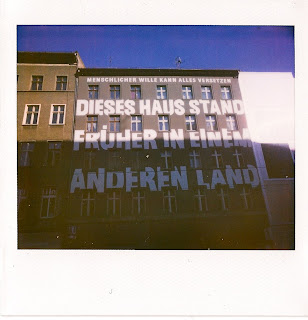 MENSCHLICHER WILLE KANN ALLES VERSETZEN
DIESES HAUS STAND
FRÜHER IN EINEM
ANDEREN LAND